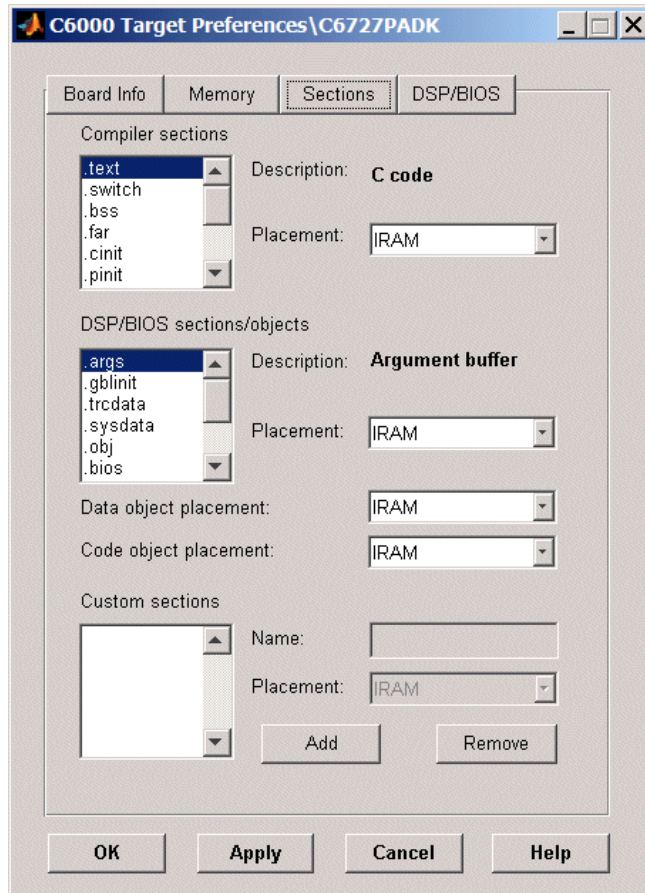 C6000 Target Preferences\C6727PADK
Board Info Memory Sections DSP/BIOS
Compiler sections
.text
.switch
.bss
.far
.cinit
.pinit
Description: C code
Placement: IRAM
DSP/BIOS sections/objects
.args
.gblinit
.trcdata
.sysdata
.obj
.bios
Description: Argument buffer
Placement: IRAM
Data object placement: IRAM
Code object placement: IRAM
Custom sections
Name:
Placement: IRAM
Add Remove
OK Apply Cancel Help